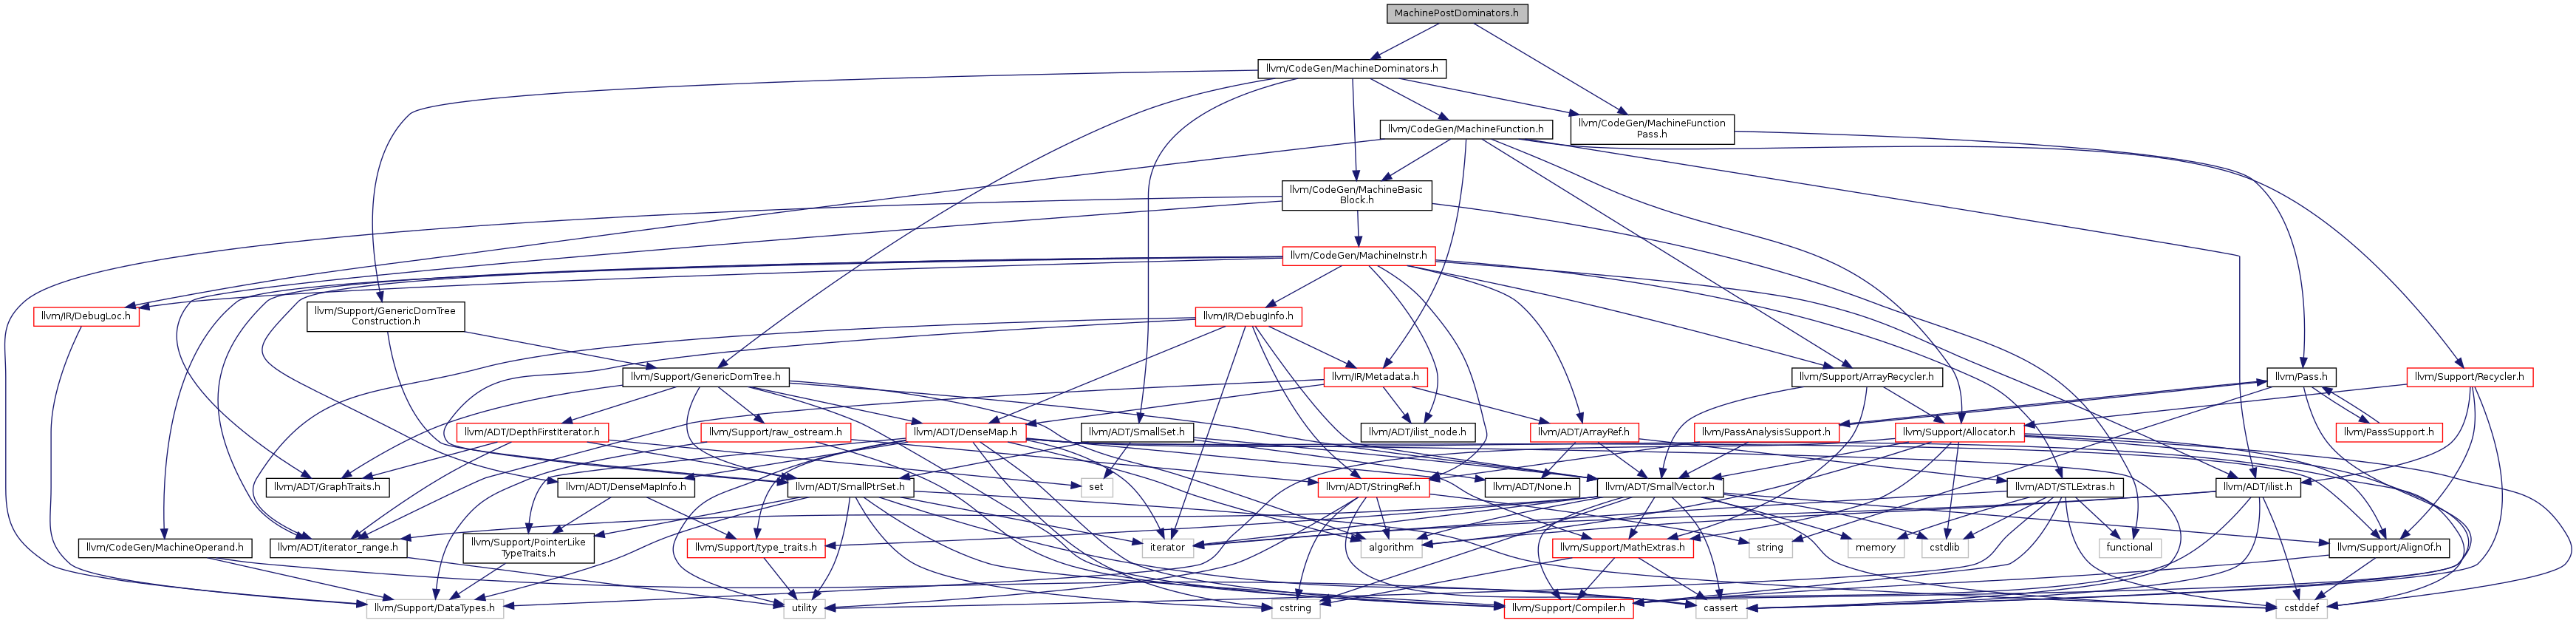 MachinePostDominators.h
llvm/CodeGen/MachineDominators.h
llvm/CodeGen/MachineFunction.h
llvm/CodeGen/MachineFunction
Pass.h
llvm/CodeGen/MachineBasic
Block.h
llvm/CodeGen/MachineInstr.h
llvm/IR/DebugLoc.h
llvm/Support/GenericDomTree
Construction.h
llvm/IR/DebugInfo.h
llvm/Support/GenericDomTree.h
llvm/IR/Metadata.h
llvm/Support/ArrayRecycler.h
llvm/Pass.h
llvm/Support/Recycler.h
llvm/ADT/DepthFirstIterator.h
llvm/Support/raw_ostream.h
llvm/ADT/DenseMap.h
llvm/ADT/SmallSet.h
llvm/ADT/ilist_node.h
llvm/ADT/ArrayRef.h
llvm/PassAnalysisSupport.h
llvm/Support/Allocator.h
llvm/PassSupport.h
llvm/ADT/GraphTraits.h
set
llvm/ADT/DenseMapInfo.h
llvm/ADT/SmallPtrSet.h
llvm/ADT/StringRef.h
llvm/ADT/None.h
llvm/ADT/SmallVector.h
llvm/ADT/STLExtras.h
llvm/ADT/ilist.h
llvm/CodeGen/MachineOperand.h
llvm/ADT/iterator_range.h
llvm/Support/PointerLike
TypeTraits.h
llvm/Support/type_traits.h
iterator
algorithm
llvm/Support/MathExtras.h
string
memory
cstdlib
functional
llvm/Support/AlignOf.h
llvm/Support/DataTypes.h
utility
cstring
llvm/Support/Compiler.h
cassert
cstddef